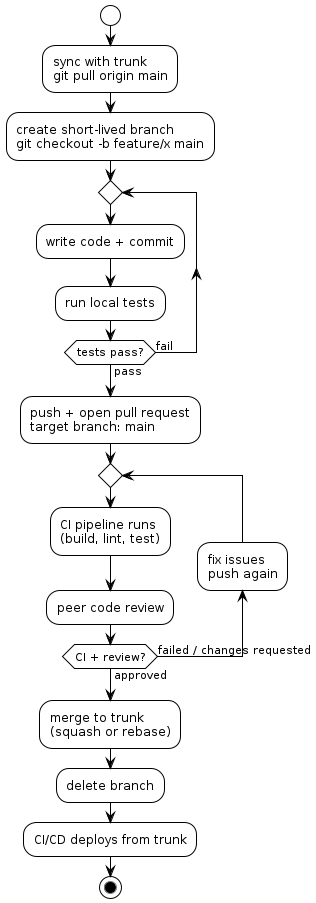 sync with trunk
git pull origin main
create short-lived branch
git checkout -b feature/x main
write code + commit
run local tests
tests pass?
fail
pass
push + open pull request
target branch: main
CI pipeline runs
(build, lint, test)
fix issues
push again
peer code review
CI + review?
failed / changes requested
approved
merge to trunk
(squash or rebase)
delete branch
CI/CD deploys from trunk